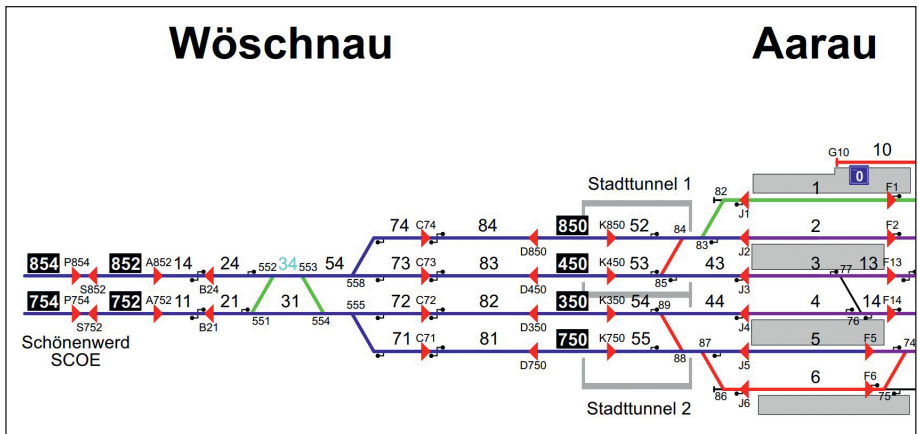 Wöschnau Aarau
G10 10
Stadttunnel 1 0
82 1 F1
J1
74 C74 84 850 K850 52 84 2 F2
D850 83 J2
854 P854 852 A852 14 24 552 34 553 54 73 C73 83 450 K450 53 43 3 77 13 F13
S852 B24 558 D450 85 J3
754 P754 752 A752 11 21 31 72 C72 82 350 K350 54 89 44 4 14 F14
S752 B21 551 554 555 D350 J4 76
Schönenwerd
SCOE
71 C71 81 750 K750 55 87 5 F5 74
D750 88 J5
6 F6
86 J6 75
Stadttunnel 2